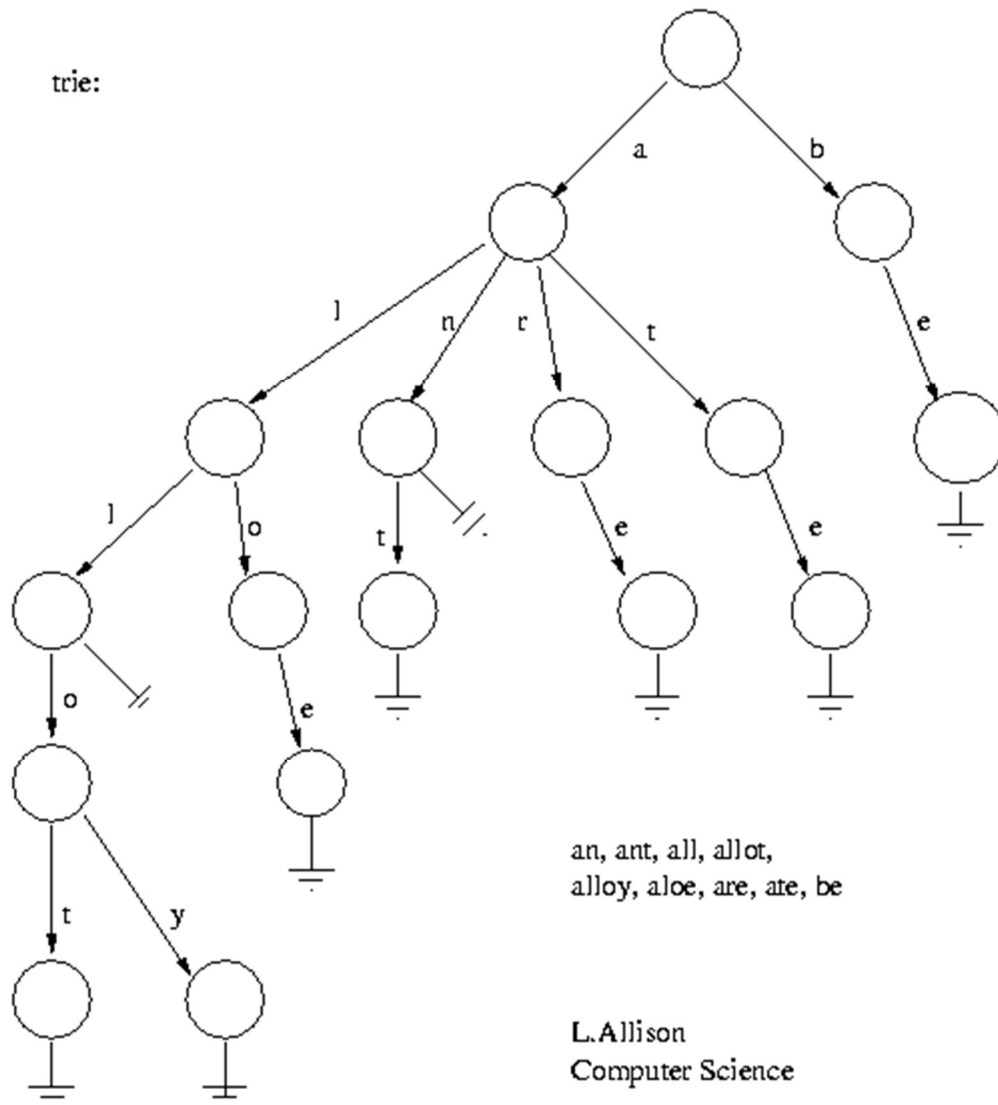 trie:
a
b
l
n
r
t
e
l
o
t
e
e
o
e
t
y
an, ant, all, allot,
alloy, aloe, are, ate, be
L.Allison
Computer Science